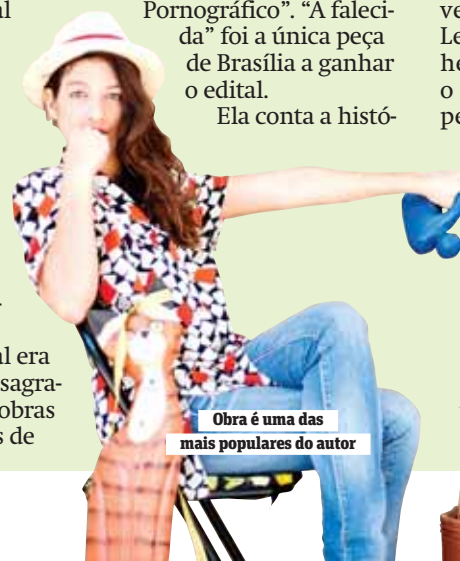 al
al era
sagra-
obras
s de
Pornográfico”. “A faleci-
da” foi a única peça
de Brasília a ganhar
o edital.
Ela conta a histó-
Obra é uma das
mais populares do autor
ve
Le
he
o
pe